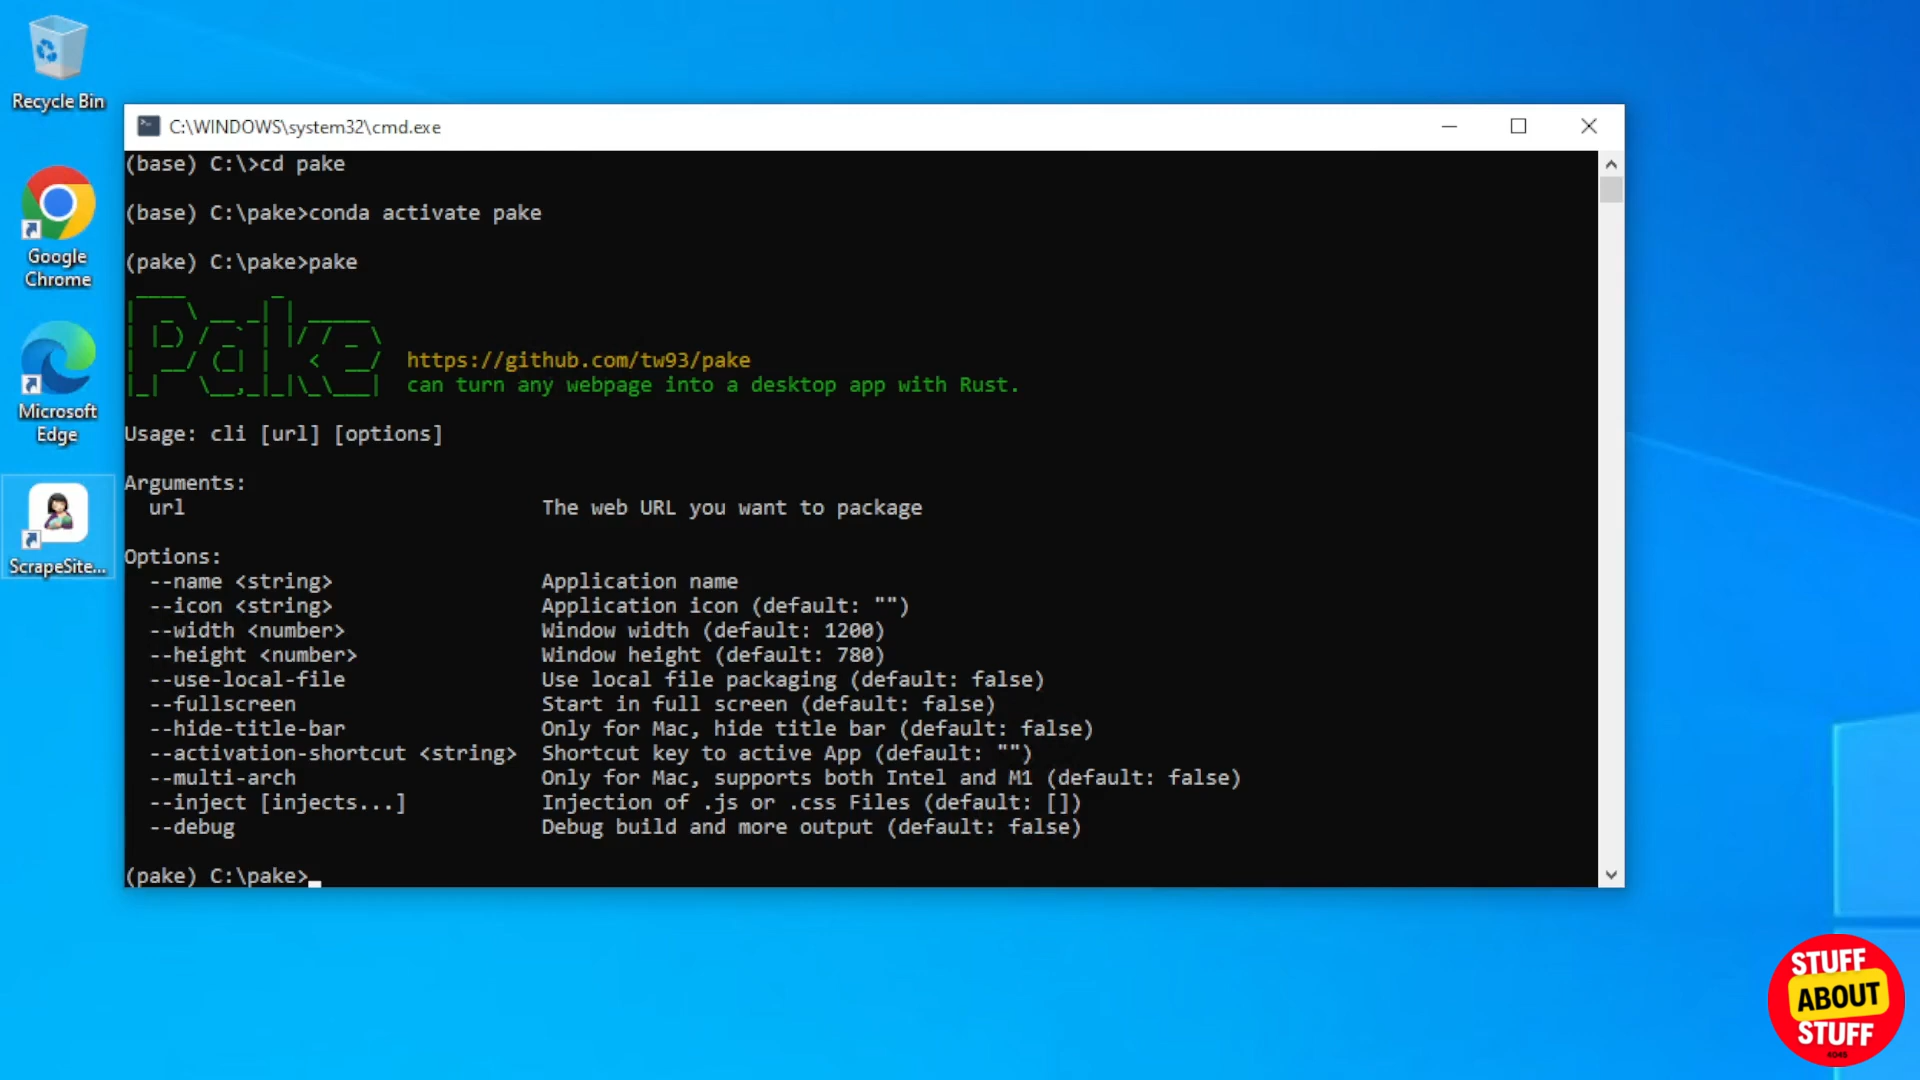 Recycle Bin
Google
Chrome
Microsoft
Edge
ScrapeSite...
C:\WINDOWS\system32\cmd.exe
(base) C:\>cd pake
(base) C:\pake>conda activate pake
(pake) C:\pake>pake
Pake
https://github.com/tw93/pake
can turn any webpage into a desktop app with Rust.
Usage: cli [url] [options]
Arguments:
url The web URL you want to package
Options:
--name <string> Application name
--icon <string> Application icon (default: "")
--width <number> Window width (default: 1200)
--height <number> Window height (default: 780)
--use-local-file Use local file packaging (default: false)
--fullscreen Start in full screen (default: false)
--hide-title-bar Only for Mac, hide title bar (default: false)
--activation-shortcut <string> Shortcut key to active App (default: "")
--multi-arch Only for Mac, supports both Intel and M1 (default: false)
--inject [injects...] Injection of .js or .css Files (default: [])
--debug Debug build and more output (default: false)
(pake) C:\pake>
STUFF
ABOUT
STUFF